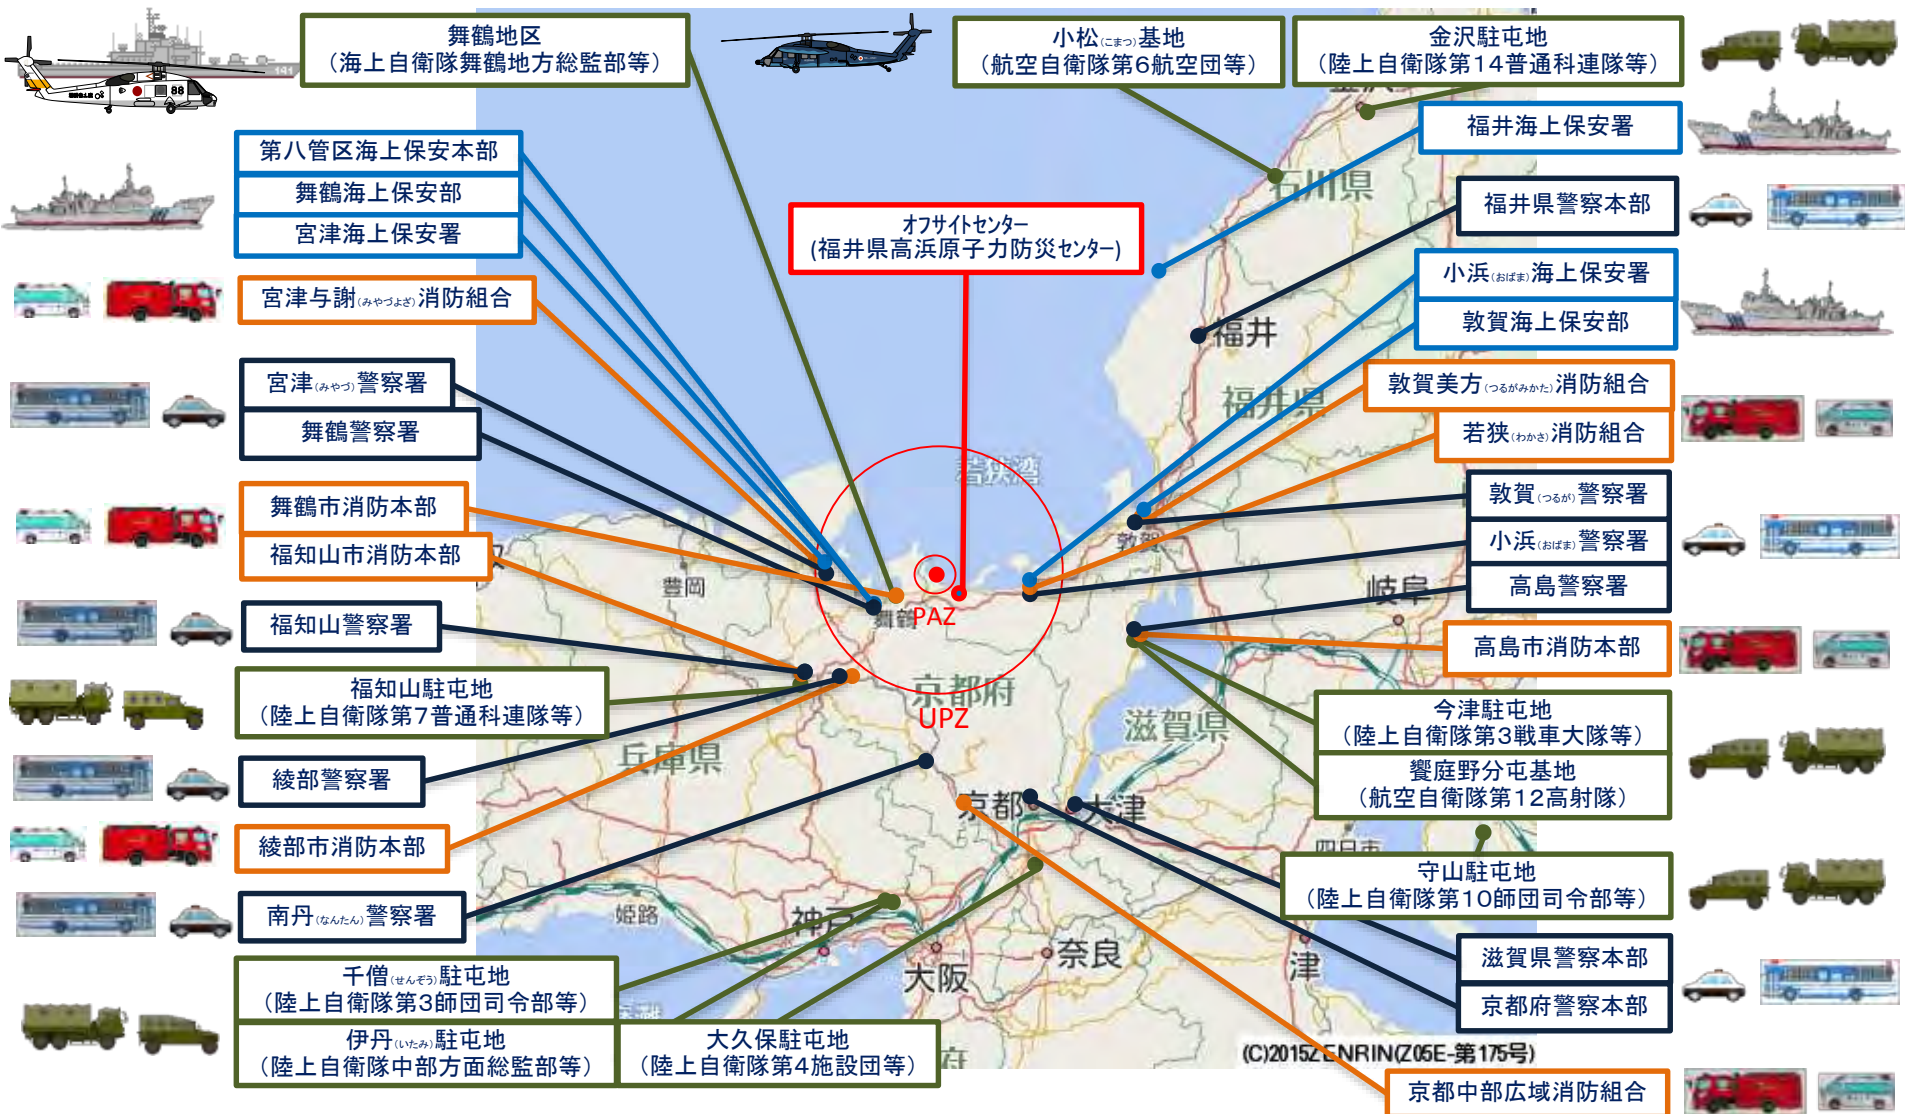 舞鶴地区
(海上自衛隊舞鶴地方総監部等)
小松(こまつ)基地
(航空自衛隊第6航空団等)
金沢駐屯地
(陸上自衛隊第14普通科連隊等)
141
88
第八管区海上保安本部
舞鶴海上保安部
宮津海上保安署
福井海上保安署
福井県警察本部
オフサイトセンター
(福井県高浜原子力防災センター)
小浜(おばま)海上保安署
敦賀海上保安部
宮津与謝(みやづよざ)消防組合
宮津(みやづ)警察署
舞鶴警察署
敦賀美方(つるがみかた)消防組合
若狭(わかさ)消防組合
舞鶴市消防本部
福知山市消防本部
敦賀(つるが)警察署
小浜(おばま)警察署
高島警察署
福知山警察署
高島市消防本部
福知山駐屯地
(陸上自衛隊第7普通科連隊等)
今津駐屯地
(陸上自衛隊第3戦車大隊等)
饗庭野分屯基地
(航空自衛隊第12高射隊)
綾部警察署
綾部市消防本部
守山駐屯地
(陸上自衛隊第10師団司令部等)
南丹(なんたん)警察署
滋賀県警察本部
京都府警察本部
千僧(せんぞう)駐屯地
(陸上自衛隊第3師団司令部等)
伊丹(いたみ)駐屯地
(陸上自衛隊中部方面総監部等)
大久保駐屯地
(陸上自衛隊第4施設団等)
京都中部広域消防組合
石川県
福井
福井県
若狭湾
敦賀
豊岡
舞鶴
PAZ
岐阜
京都府
UPZ
滋賀県
兵庫県
京都
大津
四日市
姫路
神戸
大阪
奈良
津
府
(C)2015ZENRIN(Z05E-第175号)